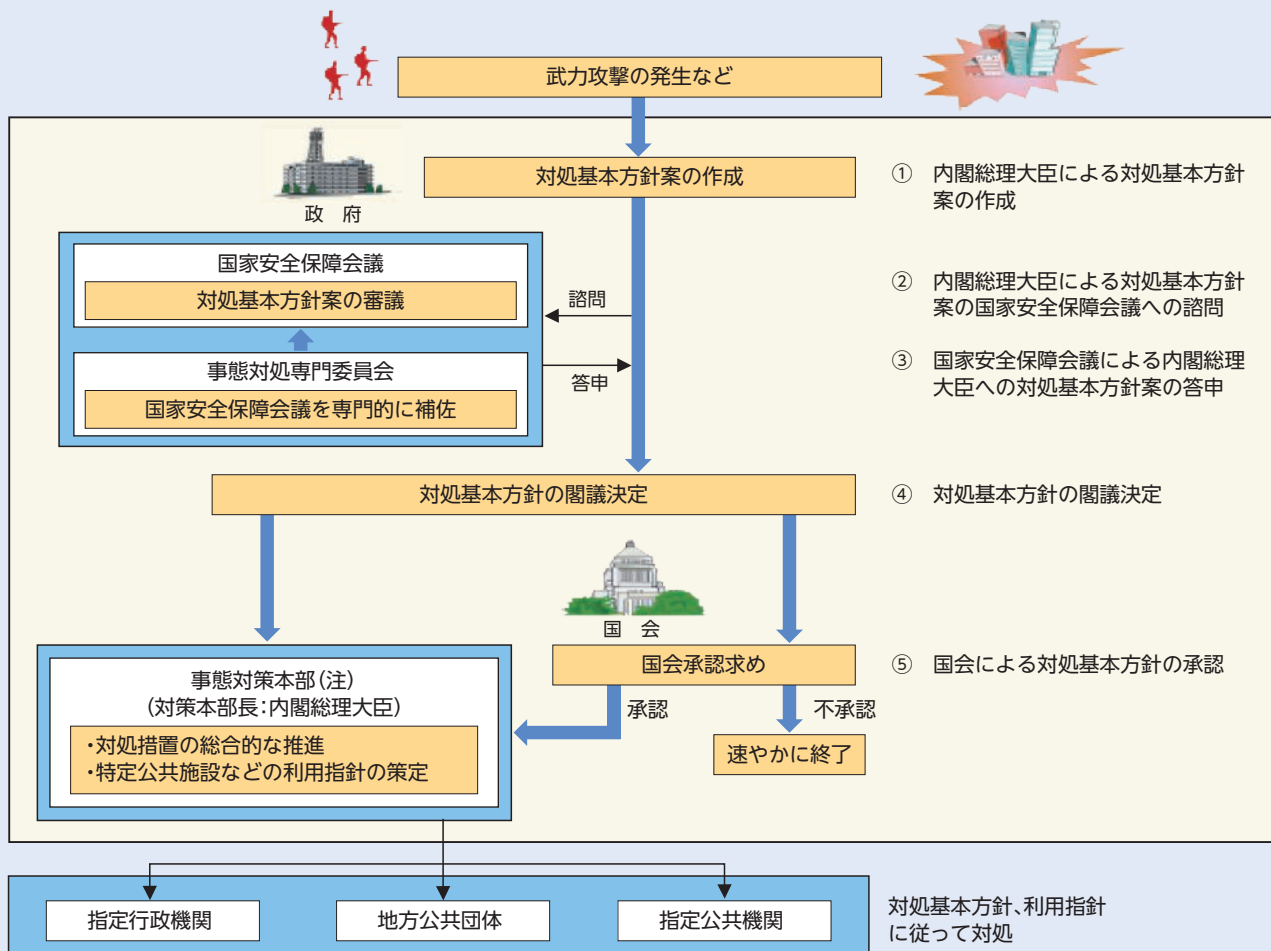 武力攻撃の発生など
政　府
対処基本方針案の作成
① 内閣総理大臣による対処基本方針
案の作成
国家安全保障会議
対処基本方針案の審議
諮問
② 内閣総理大臣による対処基本方針
案の国家安全保障会議への諮問
事態対処専門委員会
国家安全保障会議を専門的に補佐
答申
③ 国家安全保障会議による内閣総理
大臣への対処基本方針案の答申
対処基本方針の閣議決定
④ 対処基本方針の閣議決定
国　会
国会承認求め
⑤ 国会による対処基本方針の承認
承認
不承認
速やかに終了
事態対策本部(注)
(対策本部長:内閣総理大臣)
・対処措置の総合的な推進
・特定公共施設などの利用指針の策定
指定行政機関
地方公共団体
指定公共機関
対処基本方針、利用指針
に従って対処